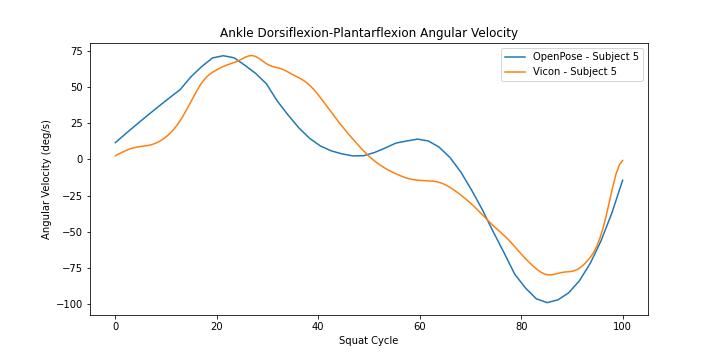 Ankle Dorsiflexion-Plantarflexion Angular Velocity
OpenPose - Subject 5
Vicon - Subject 5
75
50
25
0
−25
−50
−75
−100
Angular Velocity (deg/s)
0 20 40 60 80 100
Squat Cycle